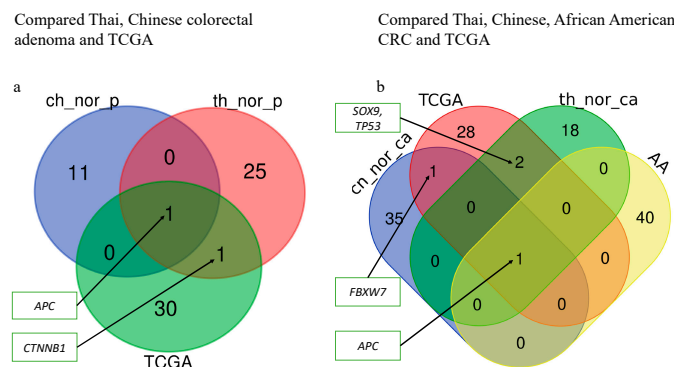 Compared Thai, Chinese colorectal
adenoma and TCGA
Compared Thai, Chinese, African American
CRC and TCGA
a
ch_nor_p
th_nor_p
11
0
25
1
0
1
30
APC
CTNNB1
TCGA
b
TCGA
th_nor_ca
cn_nor_ca
AA
SOX9,
TP53
28
18
1
2
0
35
0
0
40
0
1
0
0
0
0
FBXW7
APC